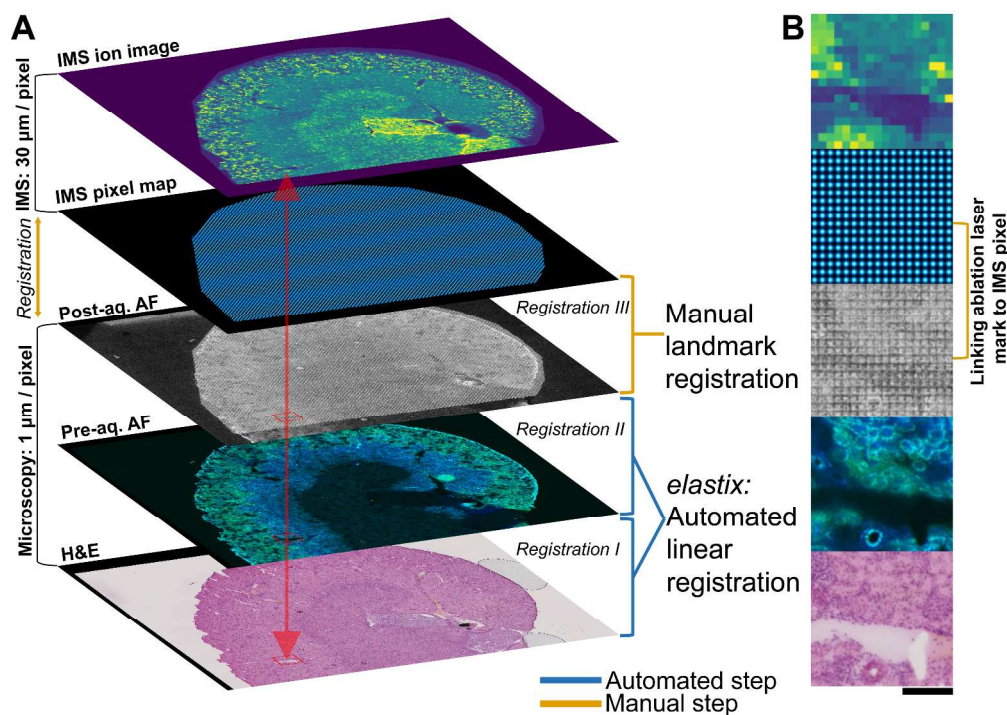 A
IMS ion image
IMS: 30 µm / pixel
IMS pixel map
Registration
Post-aq. AF
Registration III
Manual
landmark
registration
Microscopy: 1 µm / pixel
Pre-aq. AF
Registration II
elastix:
Automated
linear
registration
H&E
Registration I
Automated step
Manual step
B
Linking ablation laser
mark to IMS pixel